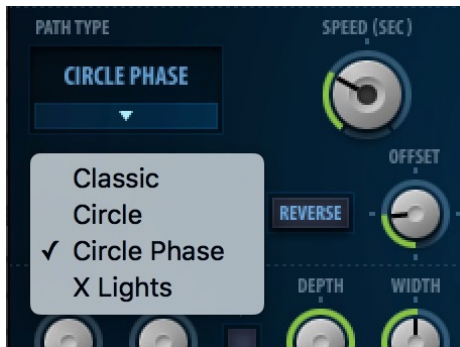 PATH TYPE
SPEED (SEC)
CIRCLE PHASE
OFFSET
Classic
Circle
REVERSE
✓ Circle Phase
X Lights
DEPTH
WIDTH